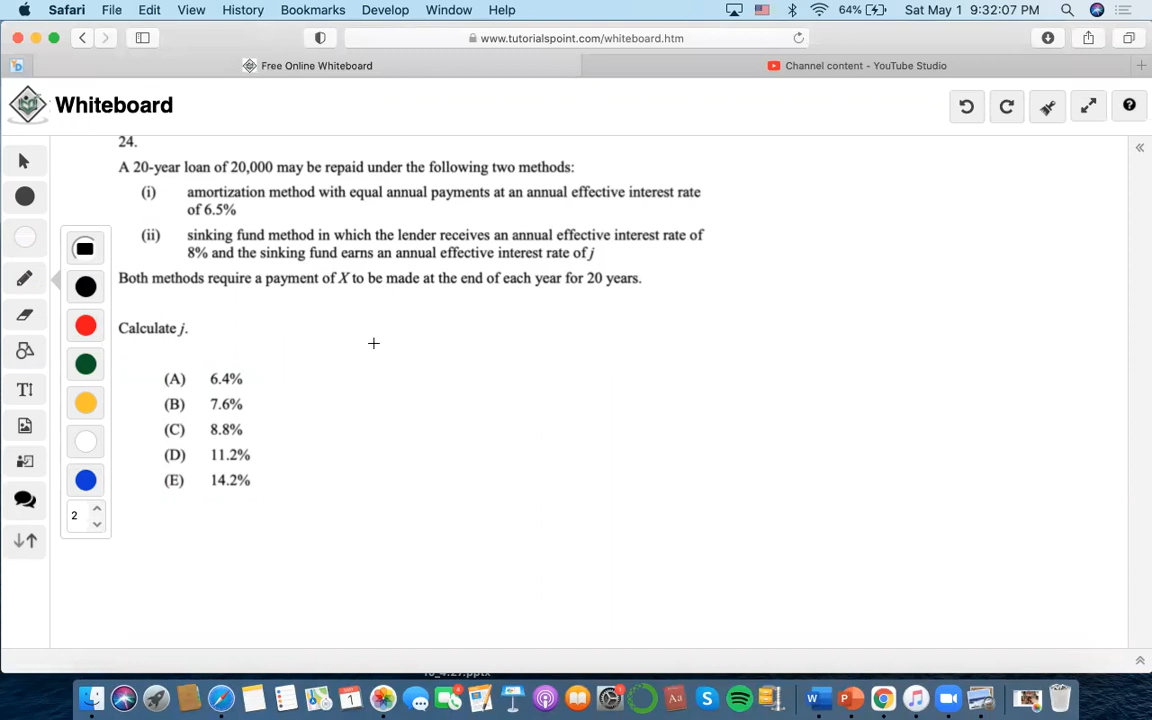 Safari File Edit View History Bookmarks Develop Window Help 64% Sat May 1 9:32:07 PM
www.tutorialspoint.com/whiteboard.htm
Free Online Whiteboard Channel content - YouTube Studio
Whiteboard
24.
A 20-year loan of 20,000 may be repaid under the following two methods:
(i) amortization method with equal annual payments at an annual effective interest rate
of 6.5%
(ii) sinking fund method in which the lender receives an annual effective interest rate of
8% and the sinking fund earns an annual effective interest rate of j
Both methods require a payment of X to be made at the end of each year for 20 years.
Calculate j.
(A) 6.4%
(B) 7.6%
(C) 8.8%
(D) 11.2%
(E) 14.2%
2